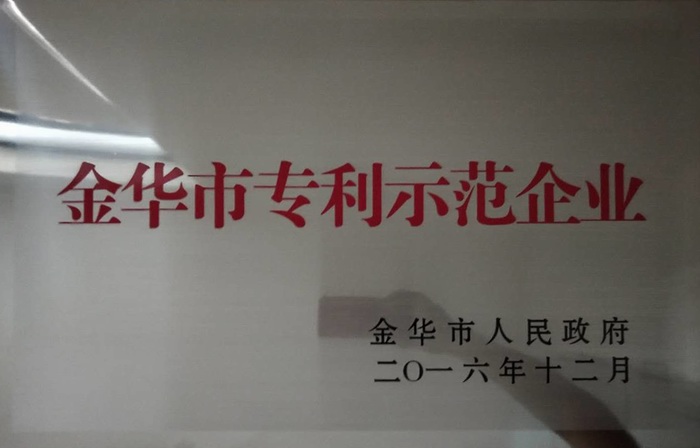 金华市专利示范企业
金华市人民政府
二〇一六年十二月